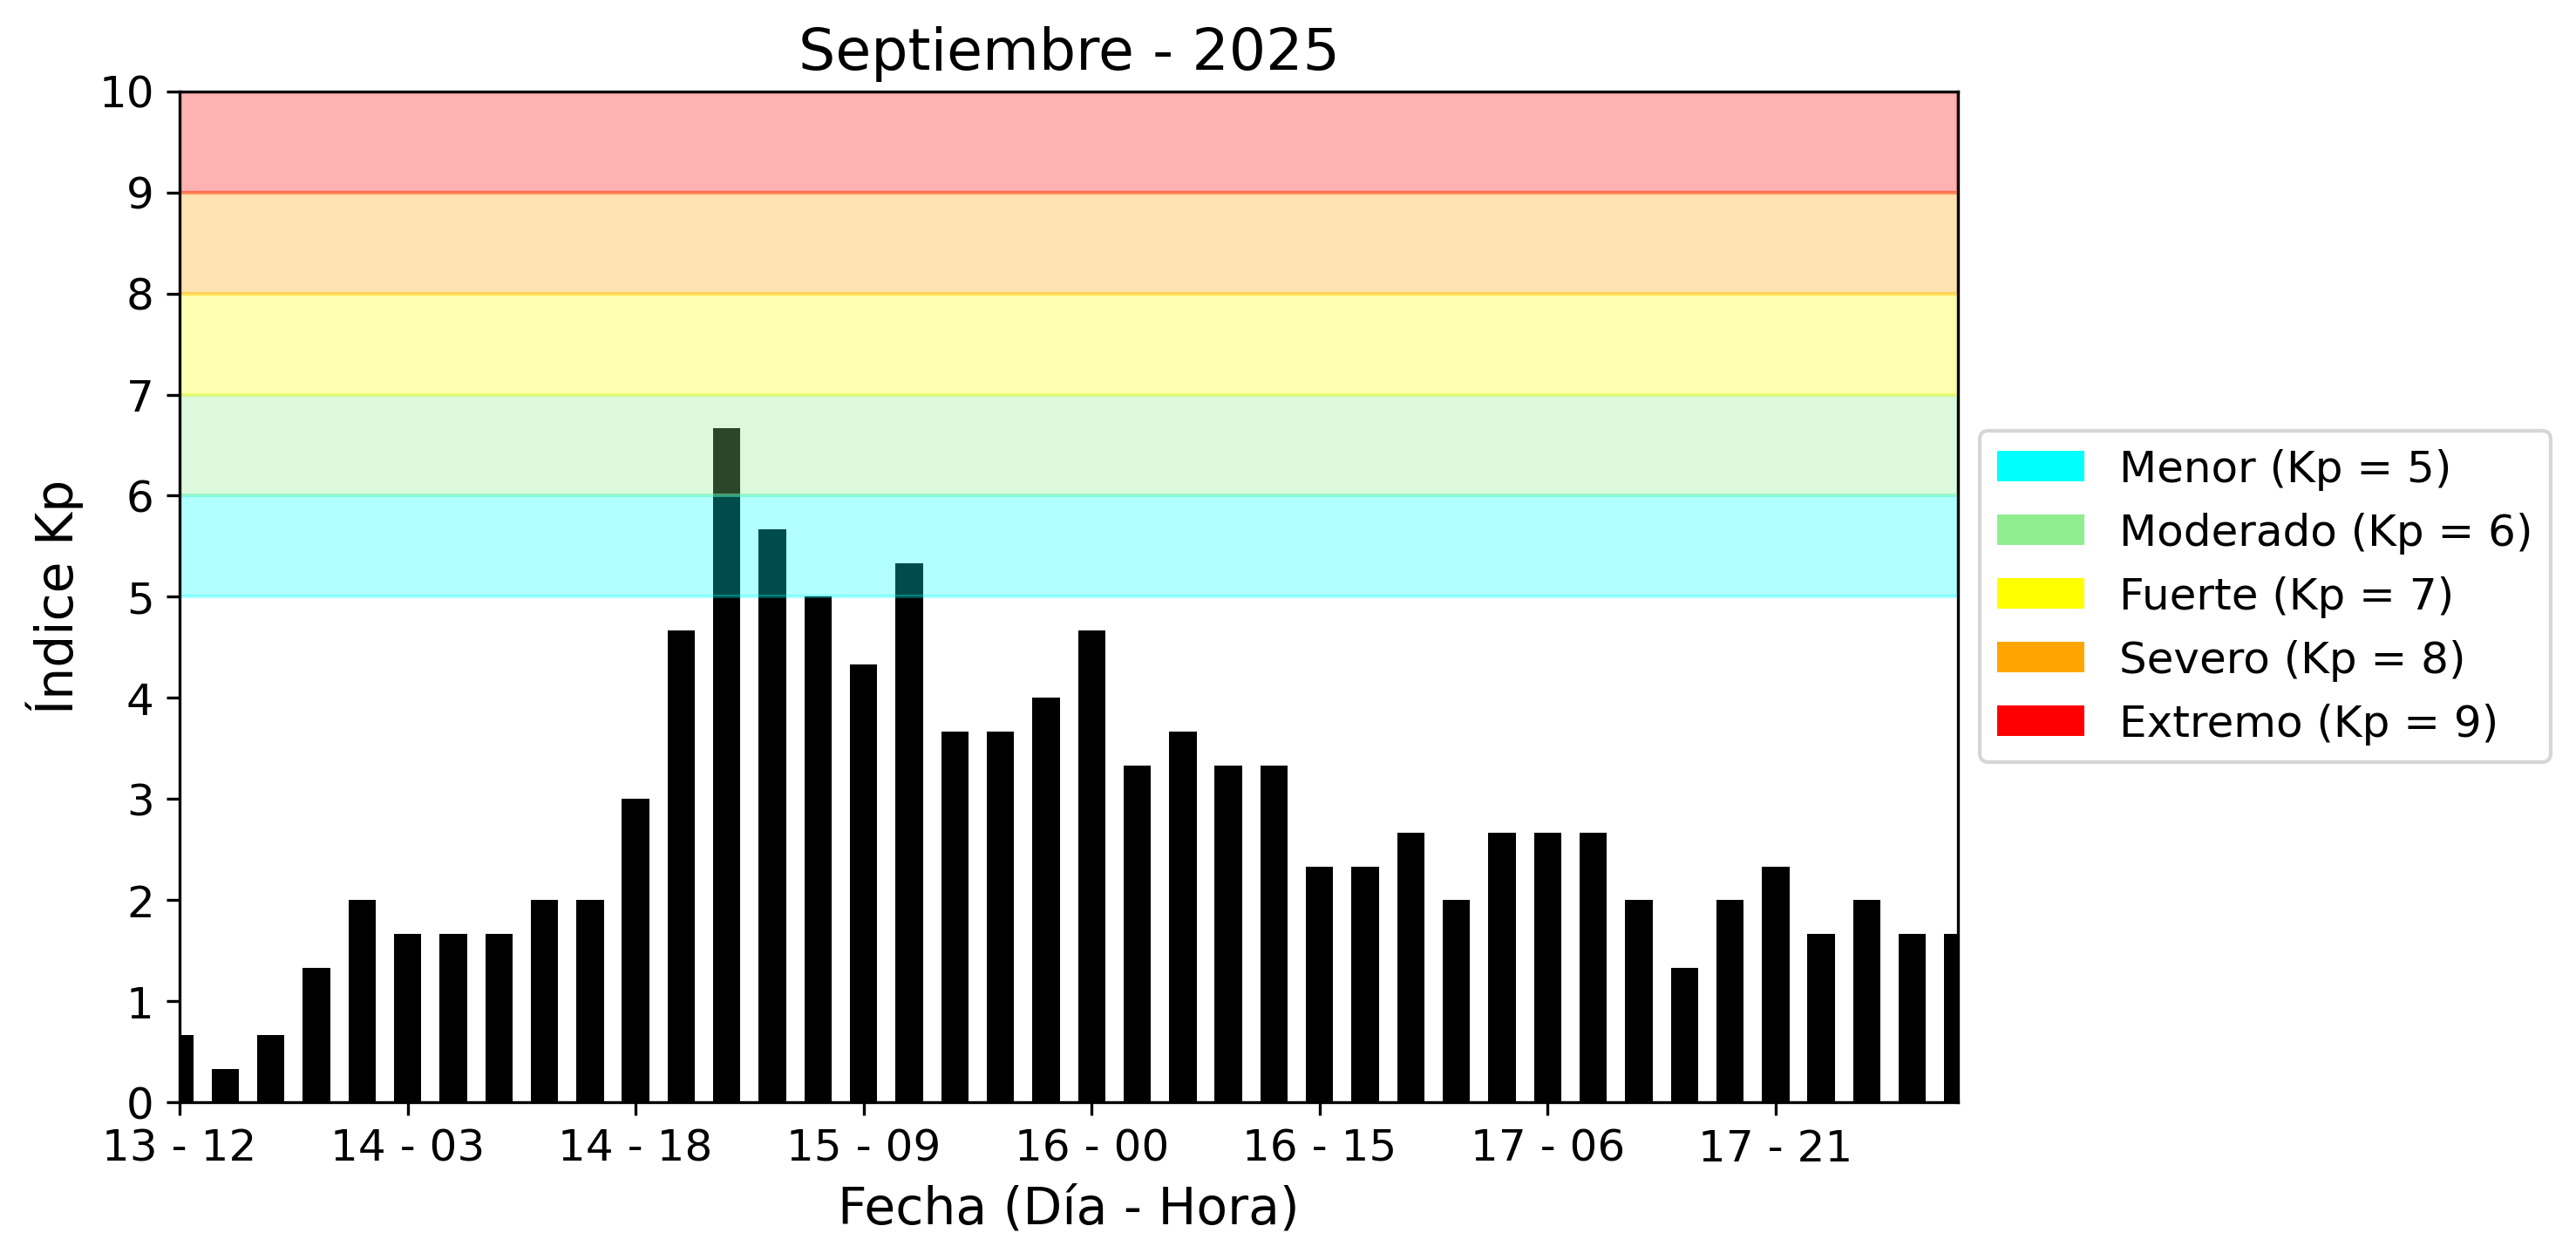 Septiembre - 2025
10
9
8
7
6
5
4
3
2
1
0
Índice Kp
13 - 12
14 - 03
14 - 18
15 - 09
16 - 00
16 - 15
17 - 06
17 - 21
Fecha (Día - Hora)
Menor (Kp = 5)
Moderado (Kp = 6)
Fuerte (Kp = 7)
Severo (Kp = 8)
Extremo (Kp = 9)